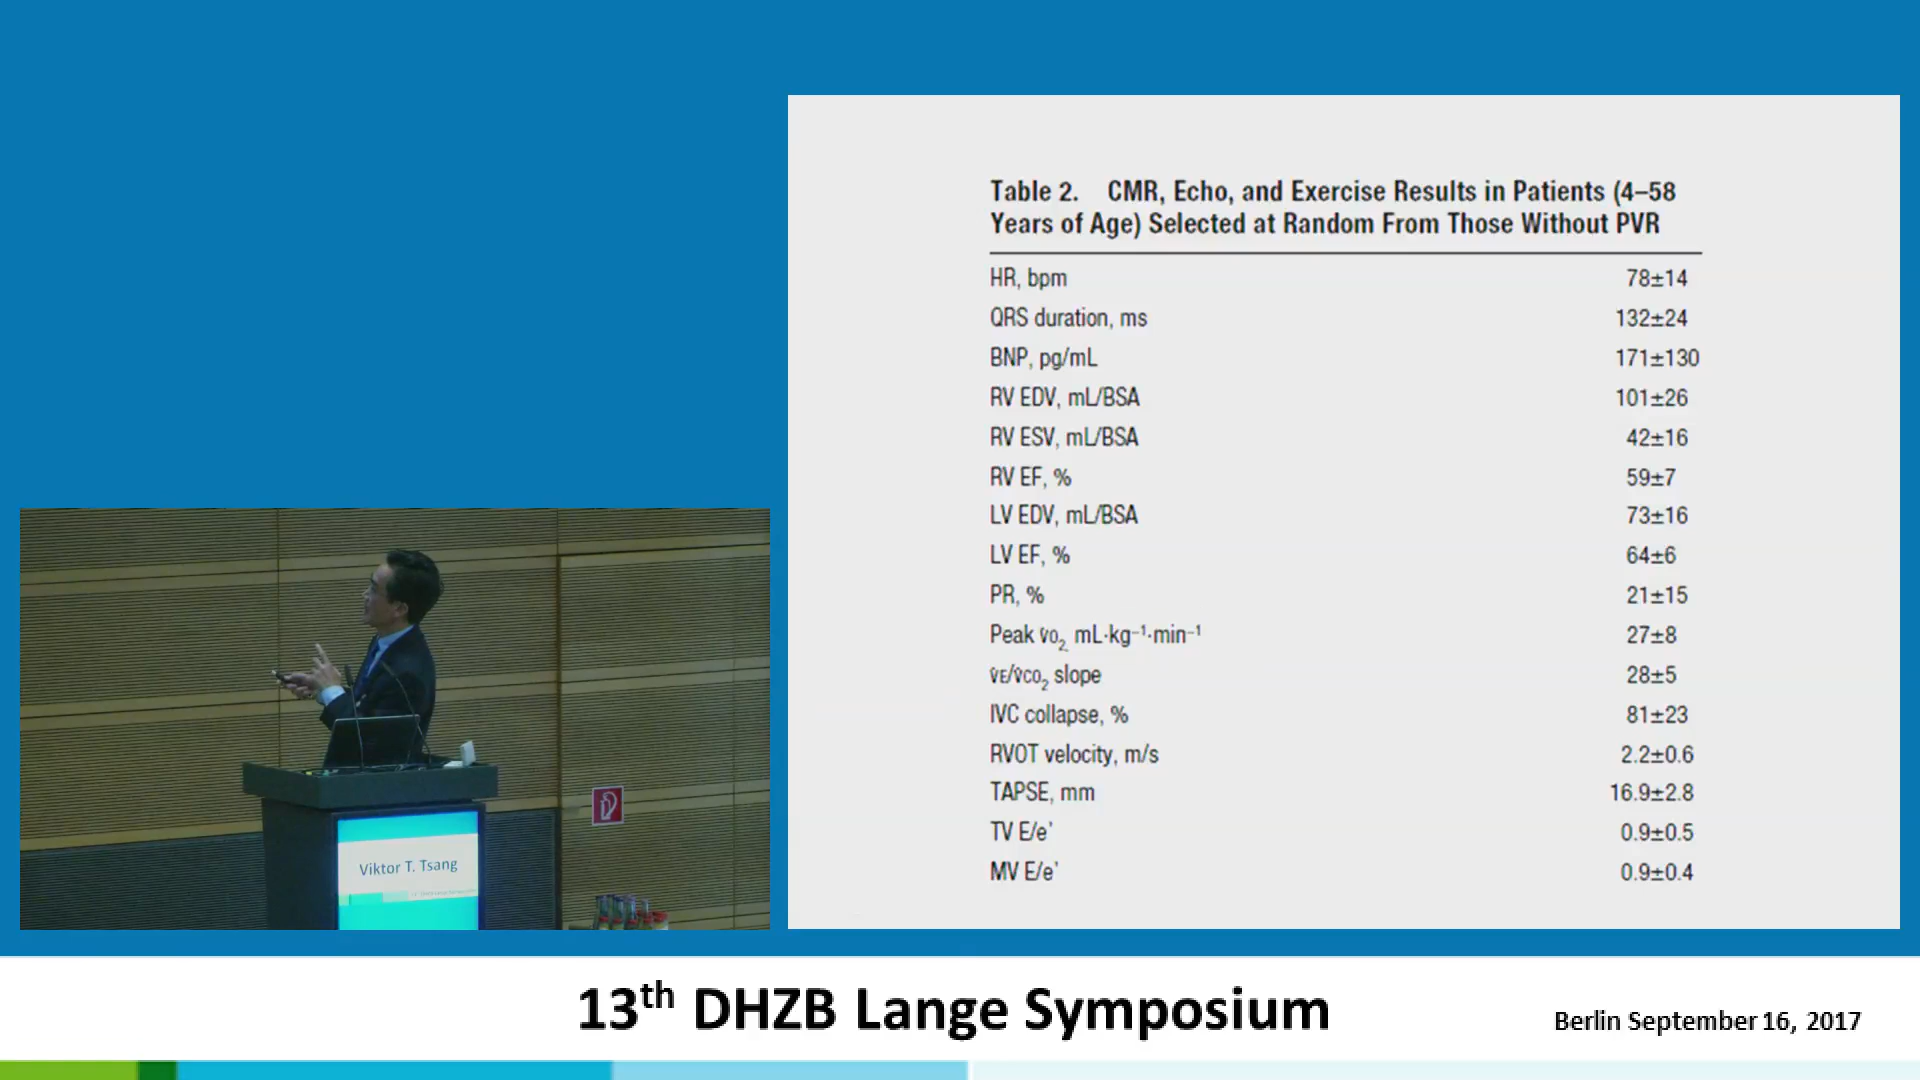 Table 2. CMR, Echo, and Exercise Results in Patients (4–58
Years of Age) Selected at Random From Those Without PVR
HR, bpm 78±14
QRS duration, ms 132±24
BNP, pg/mL 171±130
RV EDV, mL/BSA 101±26
RV ESV, mL/BSA 42±16
RV EF, % 59±7
LV EDV, mL/BSA 73±16
LV EF, % 64±6
PR, % 21±15
Peak V̇O₂ mL·kg⁻¹·min⁻¹ 27±8
V̇E/V̇CO₂ slope 28±5
IVC collapse, % 81±23
RVOT velocity, m/s 2.2±0.6
TAPSE, mm 16.9±2.8
TV E/e' 0.9±0.5
MV E/e' 0.9±0.4
Viktor T. Tsang
13th DHZB Lange Symposium
Berlin September 16, 2017